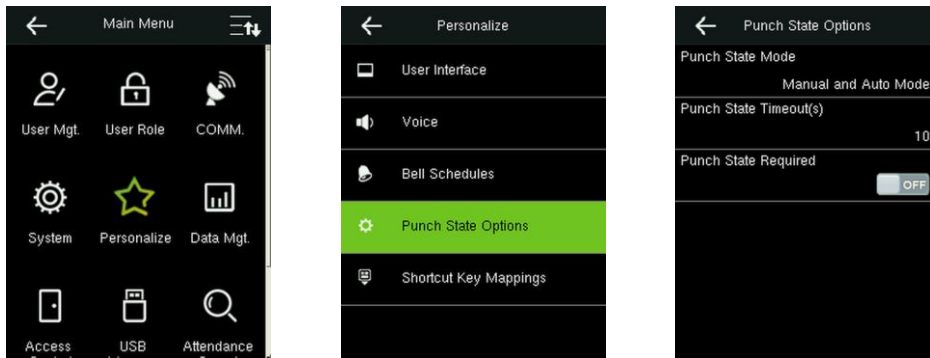 Main Menu
User Mgt.
User Role
COMM.
System
Personalize
Data Mgt.
Access
USB
Attendance
Personalize
User Interface
Voice
Bell Schedules
Punch State Options
Shortcut Key Mappings
Punch State Options
Punch State Mode
Manual and Auto Mode
Punch State Timeout(s)
10
Punch State Required
OFF